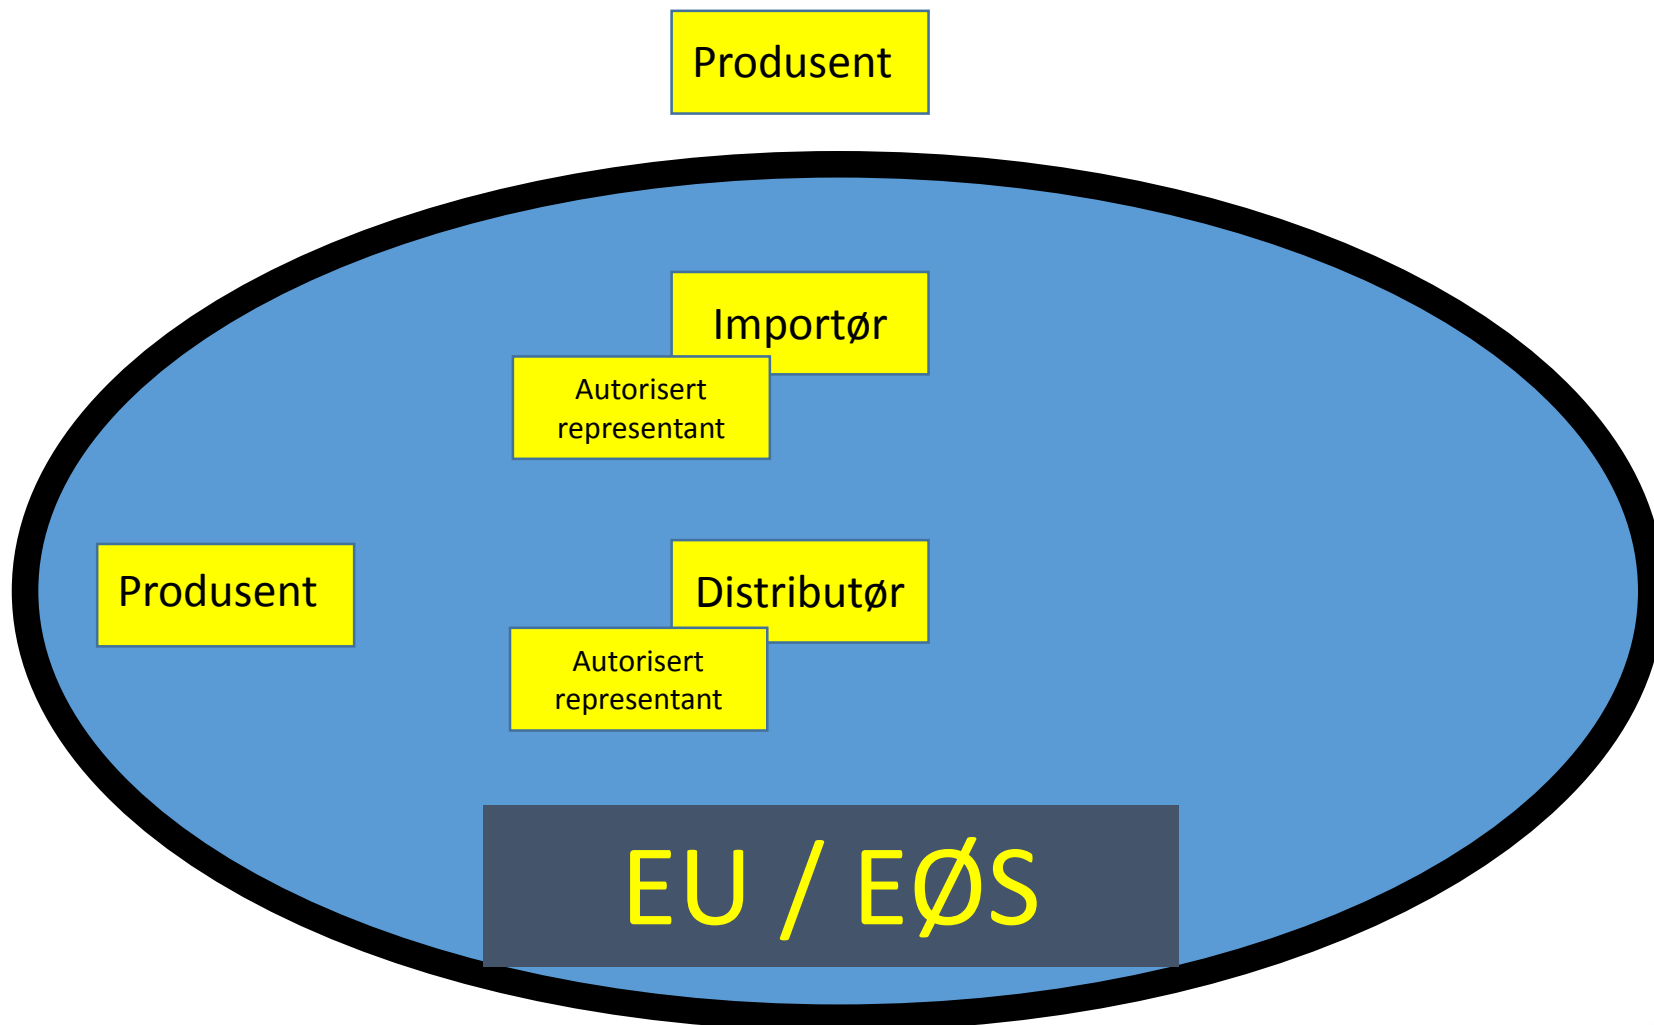 Produsent
Importør
Autorisert
representant
Produsent
Distributør
Autorisert
representant
EU / EØS